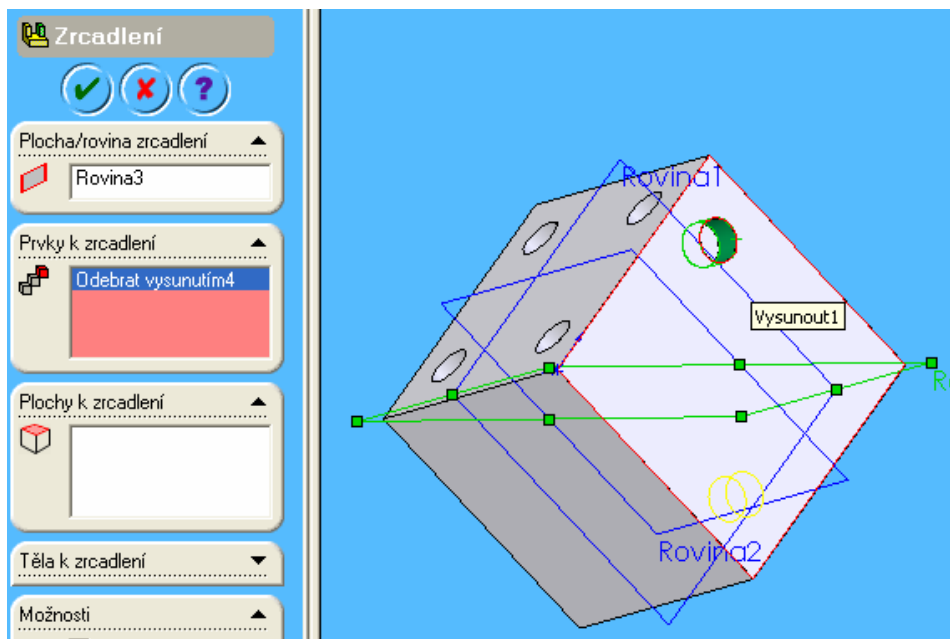 Zrcadlení
?
Plocha/rovina zrcadlení
Rovina3
Prvky k zrcadlení
Odebrat vysunutím4
Plochy k zrcadlení
Těla k zrcadlení
Možnosti
Rovina1
Vysunout1
R
Rovina2